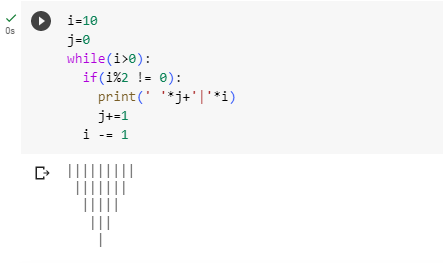 i=10
0s
j=0
while(i>0):
  if(i%2 != 0):
    print(' '*j+'|'*i)
    j+=1
  i -= 1
|||||||||
 |||||||
  |||||
   |||
    |